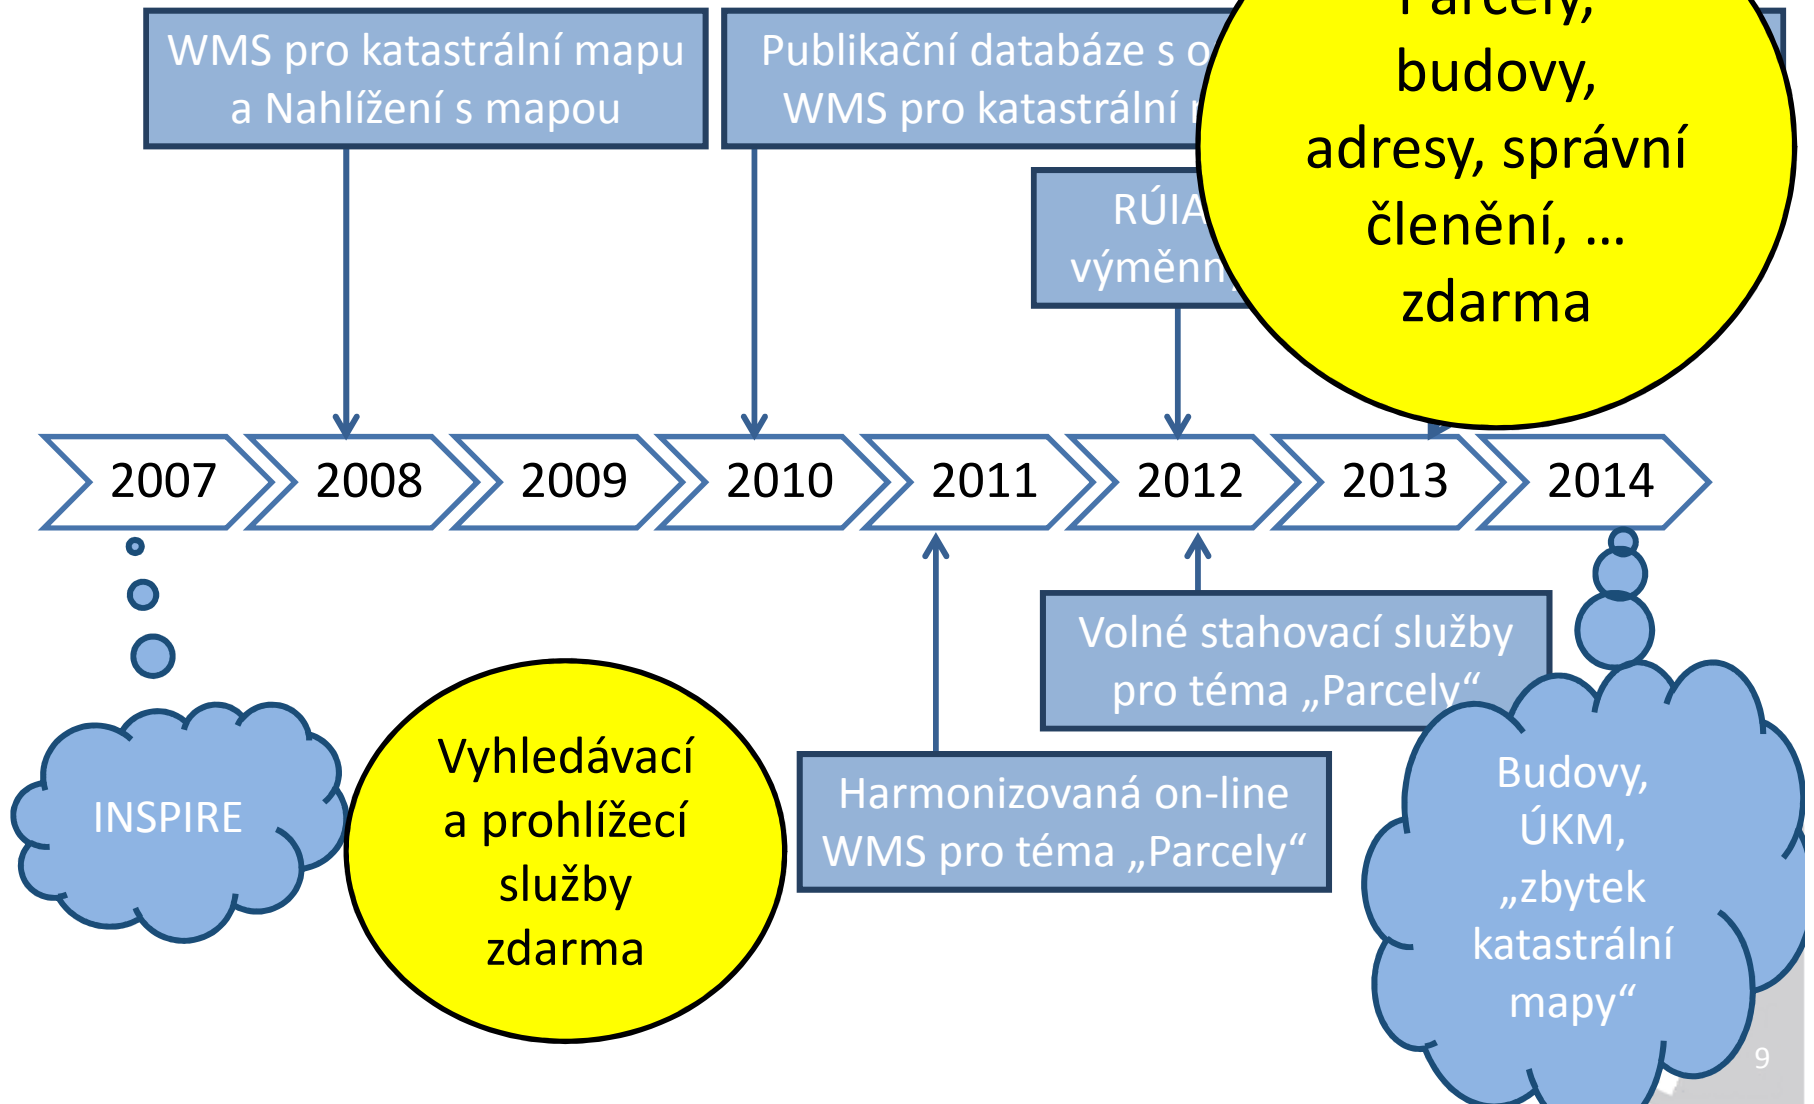 WMS pro katastrální mapu
a Nahlížení s mapou
Publikační databáze s
WMS pro katastrální
Parcely,
budovy,
adresy, správní
členění, ...
zdarma
2007
2008
2009
2010
2011
2012
2013
2014
Volné stahovací služby
pro téma „Parcely“
INSPIRE
Vyhledávací
a prohlížecí
služby
zdarma
Harmonizovaná on-line
WMS pro téma „Parcely“
Budovy,
ÚKM,
„zbytek
katastrální
mapy“
9